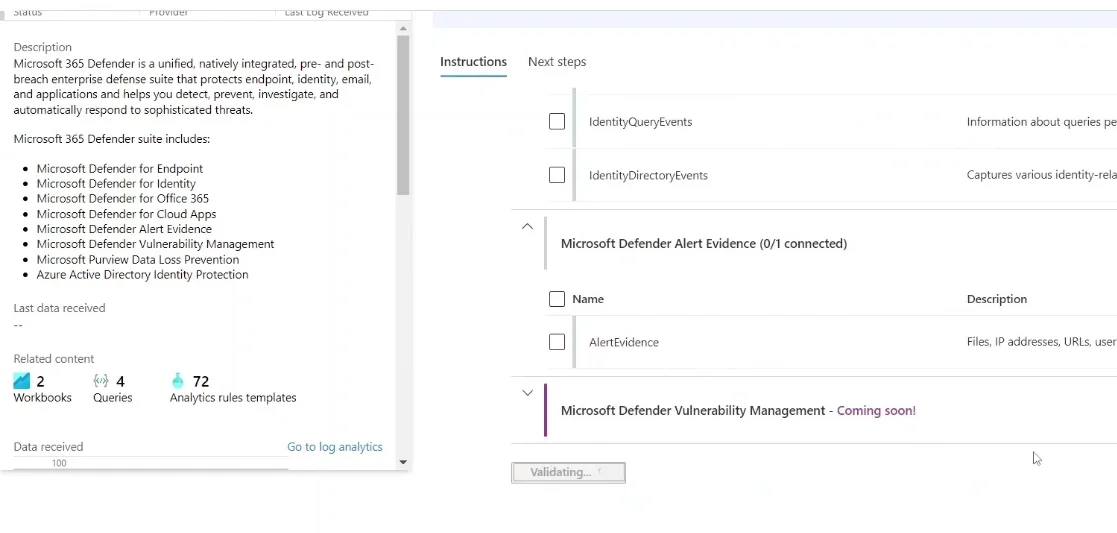 Status Provider Last Log Received
Description
Microsoft 365 Defender is a unified, natively integrated, pre- and post-
breach enterprise defense suite that protects endpoint, identity, email,
and applications and helps you detect, prevent, investigate, and
automatically respond to sophisticated threats.
Microsoft 365 Defender suite includes:
Microsoft Defender for Endpoint
Microsoft Defender for Identity
Microsoft Defender for Office 365
Microsoft Defender for Cloud Apps
Microsoft Defender Alert Evidence
Microsoft Defender Vulnerability Management
Microsoft Purview Data Loss Prevention
Azure Active Directory Identity Protection
Last data received
--
Related content
2 4 72
Workbooks Queries Analytics rules templates
Data received Go to log analytics
100
Instructions Next steps
IdentityQueryEvents Information about queries pe
IdentityDirectoryEvents Captures various identity-rela
Microsoft Defender Alert Evidence (0/1 connected)
Name Description
AlertEvidence Files, IP addresses, URLs, user
Microsoft Defender Vulnerability Management - Coming soon!
Validating...